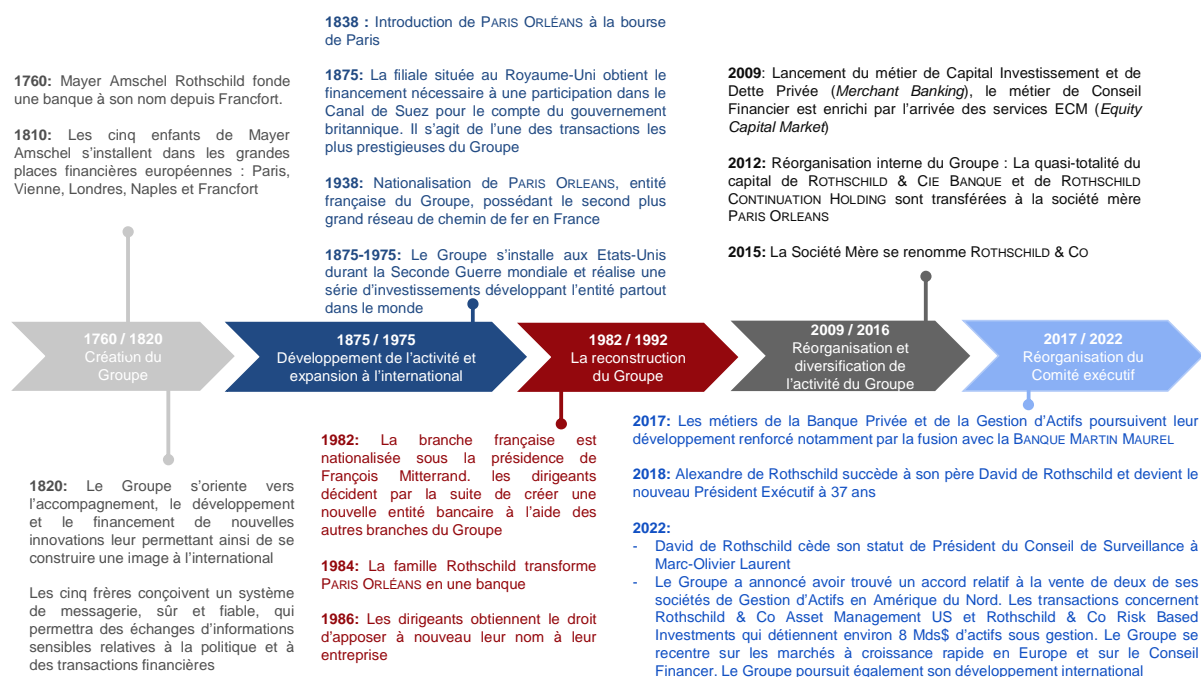 1760: Mayer Amschel Rothschild fonde
une banque à son nom depuis Francfort.
1810: Les cinq enfants de Mayer
Amschel s'installent dans les grandes
places financières européennes : Paris,
Vienne, Londres, Naples et Francfort
1838 : Introduction de PARIS ORLÉANS à la bourse
de Paris
1875: La filiale située au Royaume-Uni obtient le
financement nécessaire à une participation dans le
Canal de Suez pour le compte du gouvernement
britannique. Il s'agit de l'une des transactions les
plus prestigieuses du Groupe
1938: Nationalisation de PARIS ORLEANS, entité
française du Groupe, possédant le second plus
grand réseau de chemin de fer en France
1875-1975: Le Groupe s'installe aux Etats-Unis
durant la Seconde Guerre mondiale et réalise une
série d'investissements développant l'entité partout
dans le monde
2009: Lancement du métier de Capital Investissement et de
Dette Privée (Merchant Banking), le métier de Conseil
Financier est enrichi par l'arrivée des services ECM (Equity
Capital Market)
2012: Réorganisation interne du Groupe : La quasi-totalité du
capital de ROTHSCHILD & CIE BANQUE et de ROTHSCHILD
CONTINUATION HOLDING sont transférées à la société mère
PARIS ORLEANS
2015: La Société Mère se renomme ROTHSCHILD & CO
1760 / 1820
Création du
Groupe
1875 / 1975
Développement de l'activité et
expansion à l'international
1982 / 1992
La reconstruction
du Groupe
2009 / 2016
Réorganisation et
diversification de
l'activité du Groupe
2017 / 2022
Réorganisation du
Comité exécutif
1820: Le Groupe s'oriente vers
l'accompagnement, le développement
et le financement de nouvelles
innovations leur permettant ainsi de se
construire une image à l'international
Les cinq frères conçoivent un système
de messagerie, sûr et fiable, qui
permettra des échanges d'informations
sensibles relatives à la politique et à
des transactions financières
1982: La branche française est
nationalisée sous la présidence de
François Mitterrand. les dirigeants
décident par la suite de créer une
nouvelle entité bancaire à l'aide des
autres branches du Groupe
1984: La famille Rothschild transforme
PARIS ORLÉANS en une banque
1986: Les dirigeants obtiennent le droit
d'apposer à nouveau leur nom à leur
entreprise
2017: Les métiers de la Banque Privée et de la Gestion d'Actifs poursuivent leur
développement renforcé notamment par la fusion avec la BANQUE MARTIN MAUREL
2018: Alexandre de Rothschild succède à son père David de Rothschild et devient le
nouveau Président Exécutif à 37 ans
2022:
- David de Rothschild cède son statut de Président du Conseil de Surveillance à
Marc-Olivier Laurent
- Le Groupe a annoncé avoir trouvé un accord relatif à la vente de deux de ses
sociétés de Gestion d'Actifs en Amérique du Nord. Les transactions concernent
Rothschild & Co Asset Management US et Rothschild & Co Risk Based
Investments qui détiennent environ 8 Mds$ d'actifs sous gestion. Le Groupe se
recentre sur les marchés à croissance rapide en Europe et sur le Conseil
Financer. Le Groupe poursuit également son développement international